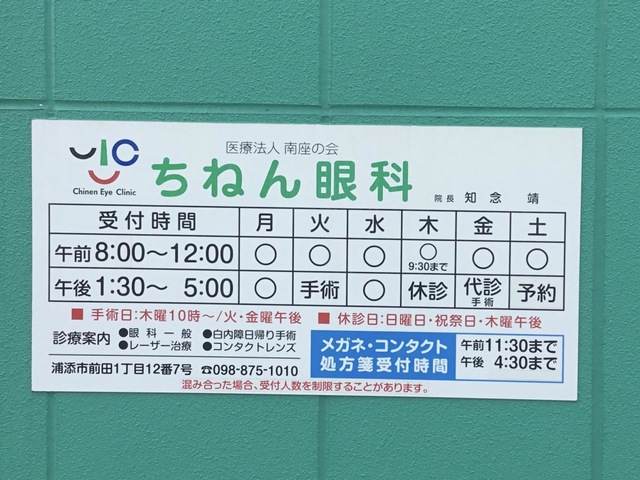 医療法人 南座の会
Chinen Eye Clinic
ちねん眼科
院長 知念 靖
受付時間 月 火 水 木 金 土
午前 8:00〜12:00 ○ ○ ○ ○ 9:30まで ○ ○
午後 1:30〜 5:00 ○ 手術 ○ 休診 代診 手術 予約
■ 手術日:木曜10時〜/火・金曜午後 ■ 休診日:日曜日・祝祭日・木曜午後
診療案内 ●眼科一般 ●白内障日帰り手術
●レーザー治療 ●コンタクトレンズ
メガネ・コンタクト 午前11:30まで
処方箋受付時間 午後 4:30まで
浦添市前田1丁目12番7号 ☎098-875-1010
混み合った場合、受付人数を制限することがあります。